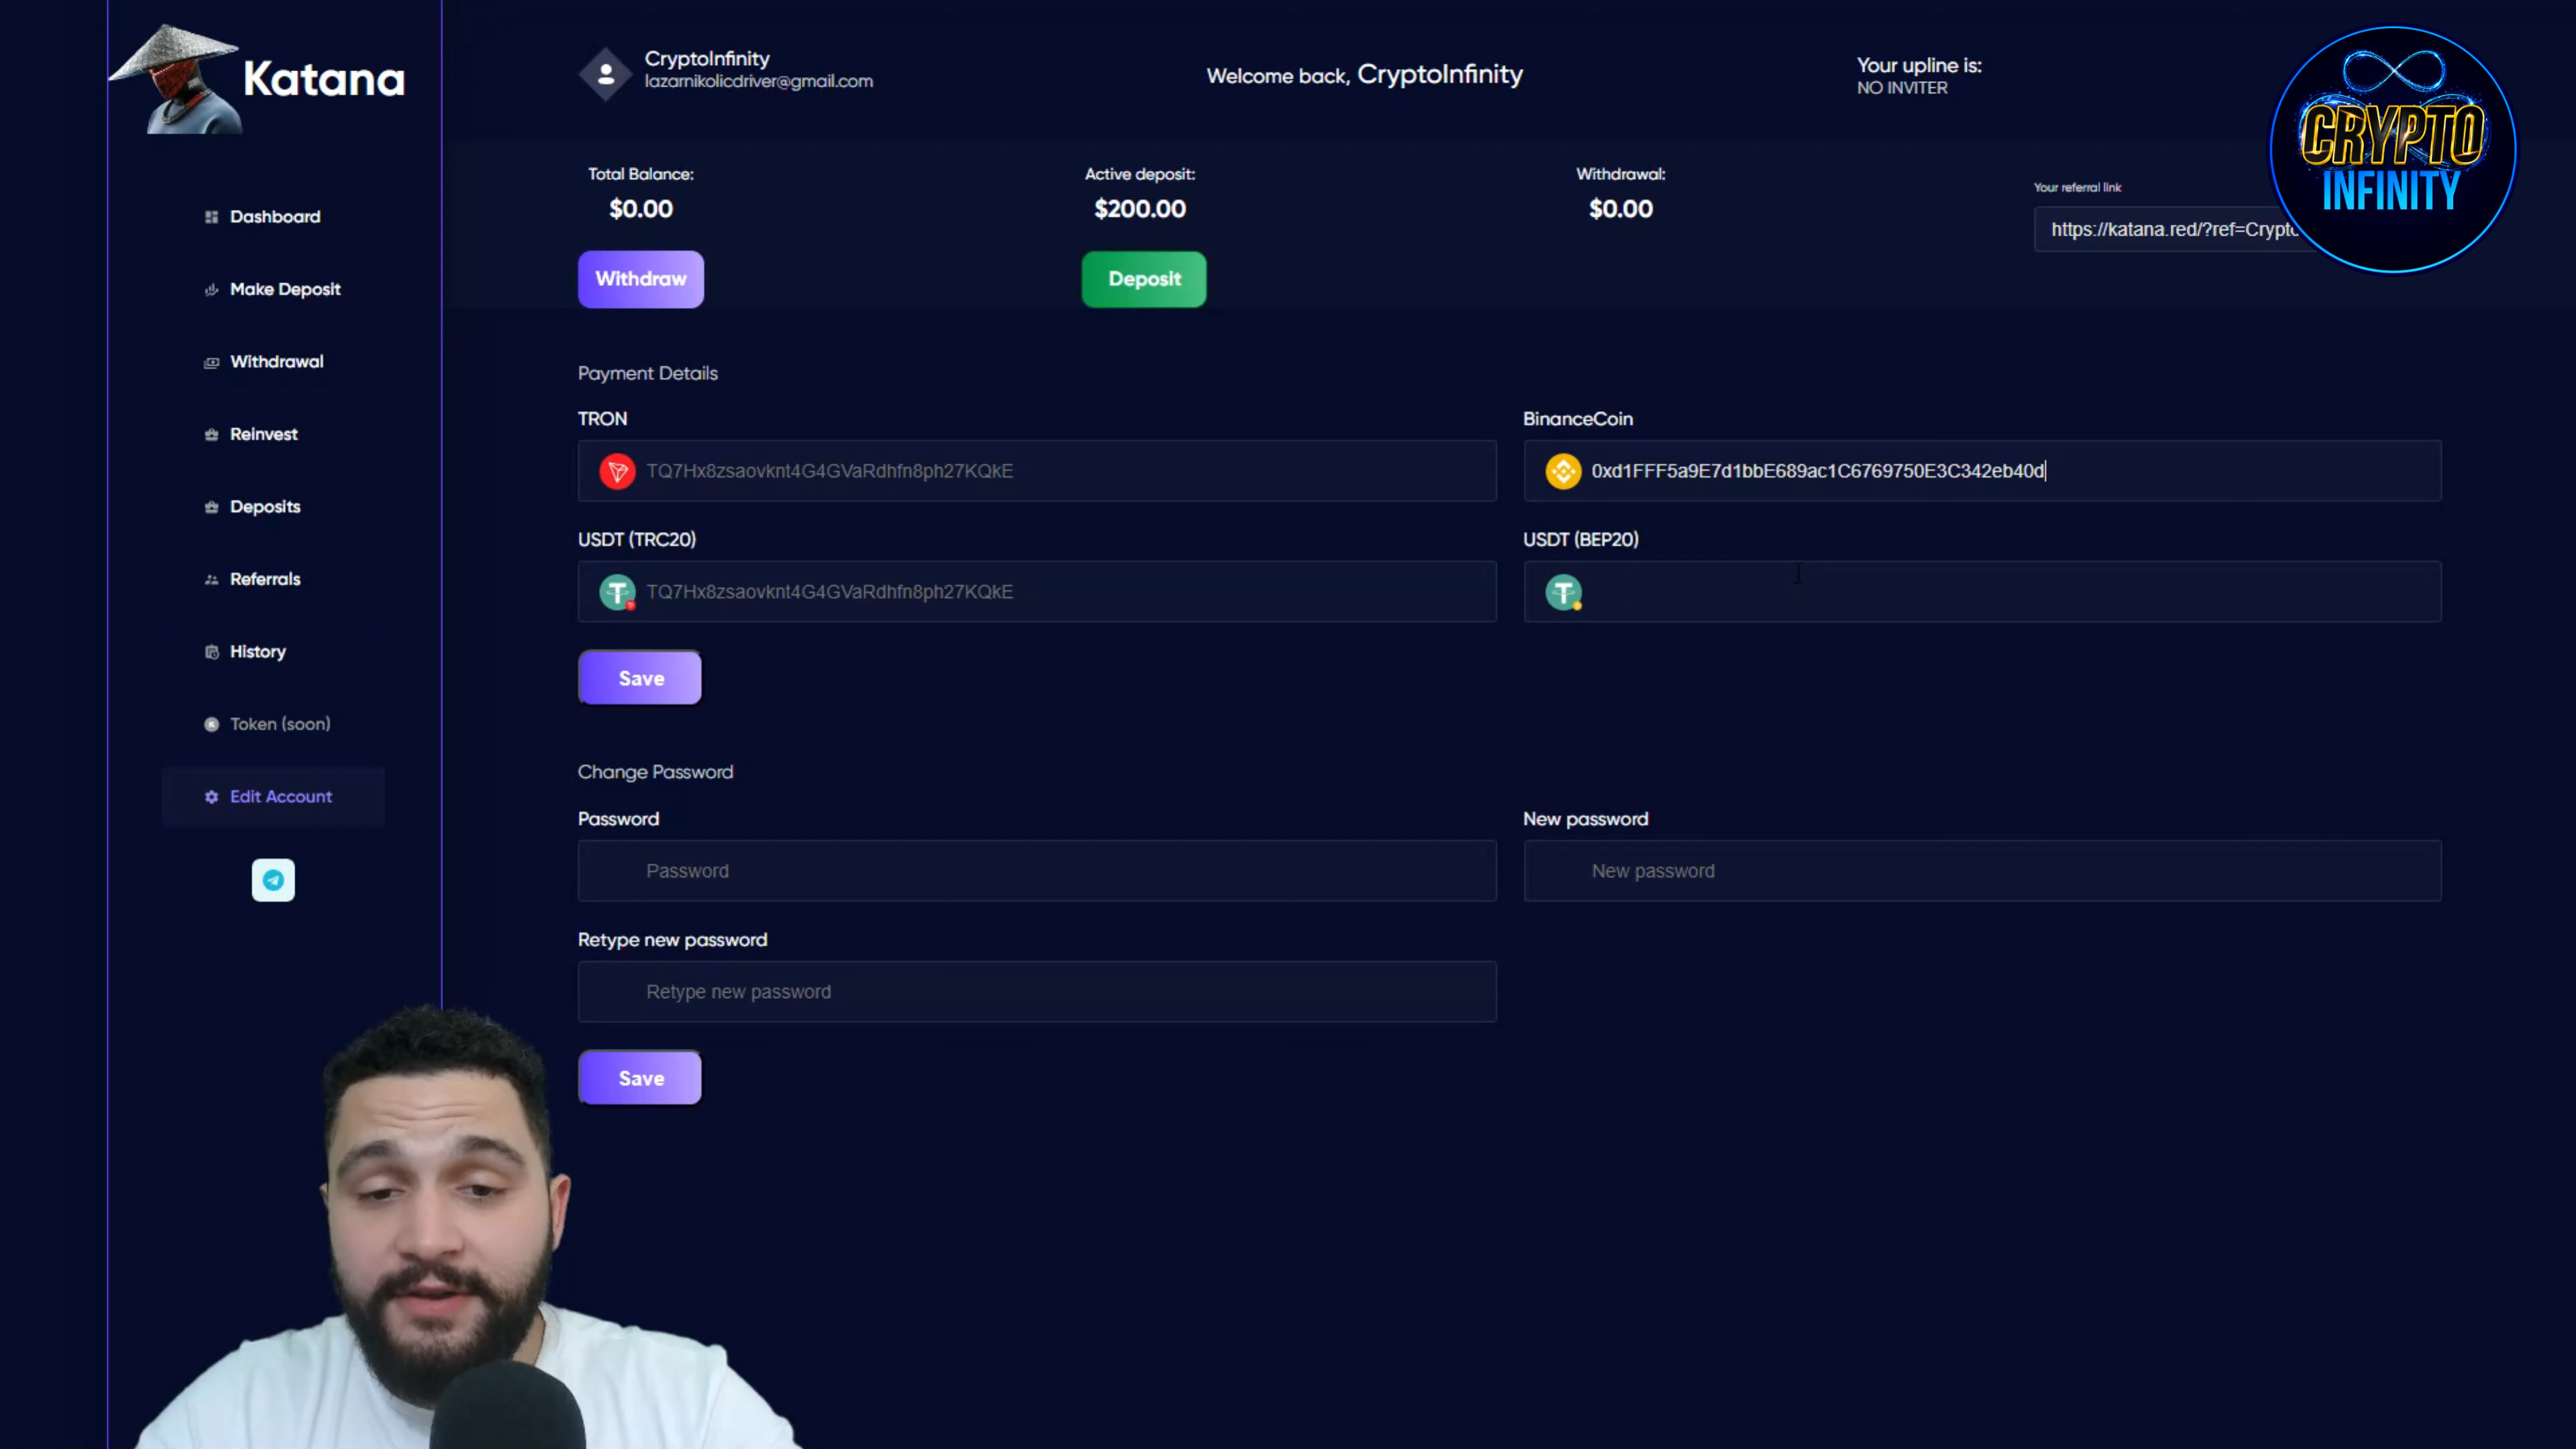 Katana
CryptoInfinity
lazarnikolicdriver@gmail.com
Welcome back, CryptoInfinity
Your upline is:
NO INVITER
CRYPTO
INFINITY
Total Balance:
$0.00
Withdraw
Active deposit:
$200.00
Deposit
Withdrawal:
$0.00
Your referral link
https://katana.red/?ref=Crypto
Dashboard
Make Deposit
Withdrawal
Reinvest
Deposits
Referrals
History
Token (soon)
Edit Account
Payment Details
TRON
TQ7Hx8zsaovknt4G4GVaRdhfn8ph27KQkE
BinanceCoin
0xd1FFF5a9E7d1bbE689ac1C6769750E3C342eb40d
USDT (TRC20)
TQ7Hx8zsaovknt4G4GVaRdhfn8ph27KQkE
USDT (BEP20)
Save
Change Password
Password
Password
New password
New password
Retype new password
Retype new password
Save